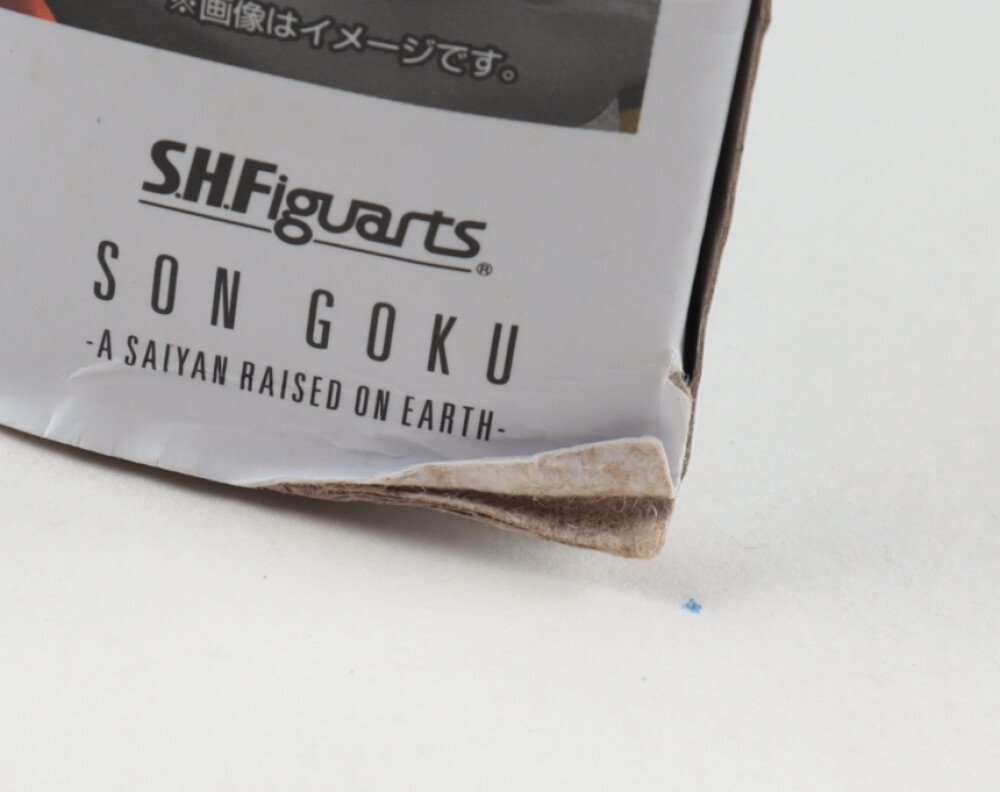 ※画像はイメージです。
S.H.Figuarts®
SON GOKU
-A SAIYAN RAISED ON EARTH-